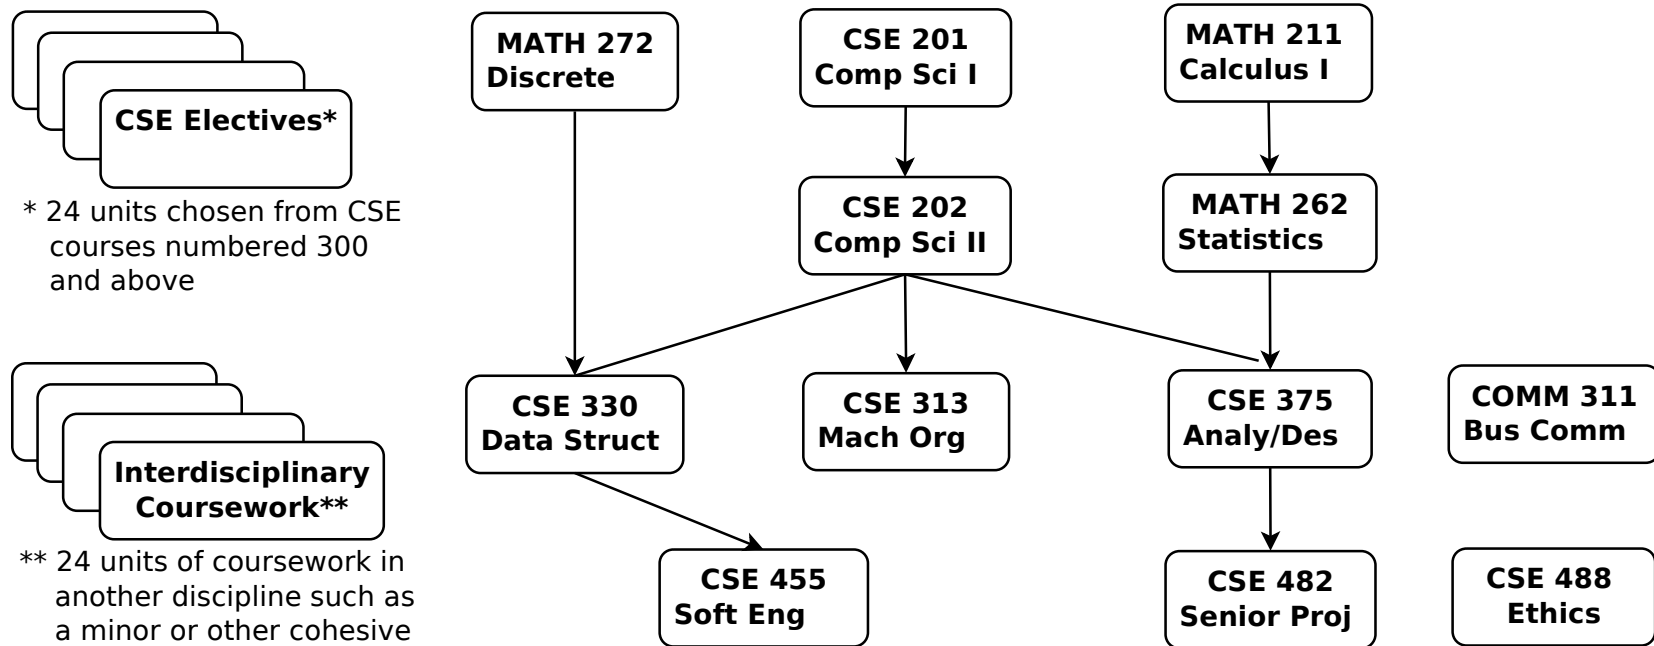 CSE Electives*
* 24 units chosen from CSE
courses numbered 300
and above
Interdisciplinary
Coursework**
** 24 units of coursework in
another discipline such as
a minor or other cohesive
MATH 272
Discrete
CSE 201
Comp Sci I
MATH 211
Calculus I
CSE 202
Comp Sci II
MATH 262
Statistics
CSE 330
Data Struct
CSE 313
Mach Org
CSE 375
Analy/Des
COMM 311
Bus Comm
CSE 455
Soft Eng
CSE 482
Senior Proj
CSE 488
Ethics